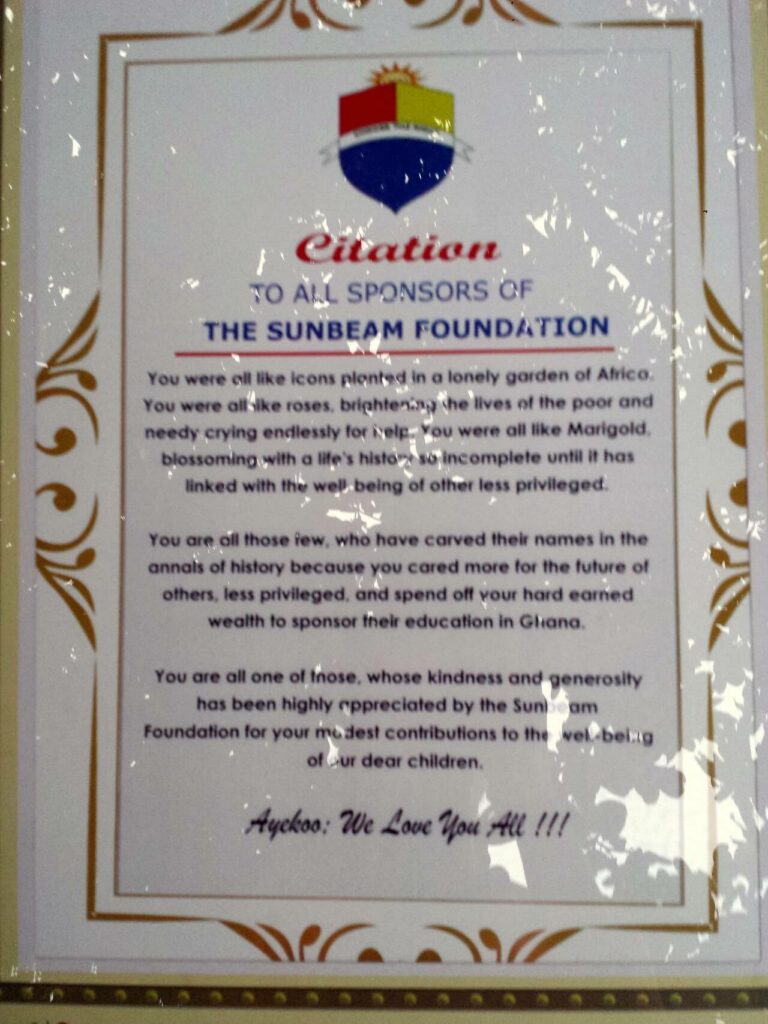 Citation
TO ALL SPONSORS OF
THE SUNBEAM FOUNDATION
You were all like icons planted in a lonely garden of Africa.
You were all like roses, brightening the lives of the poor and
needy crying endlessly for help. You were all like Marigold,
blossoming with a life's history so incomplete until it has
linked with the well-being of other less privileged.
You are all those few, who have carved their names in the
annals of history because you cared more for the future of
others, less privileged, and spend off your hard earned
wealth to sponsor their education in Ghana.
You are all one of those, whose kindness and generosity
has been highly appreciated by the Sunbeam
Foundation for your modest contributions to the well-being
of our dear children.
Ayekoo: We Love You All !!!